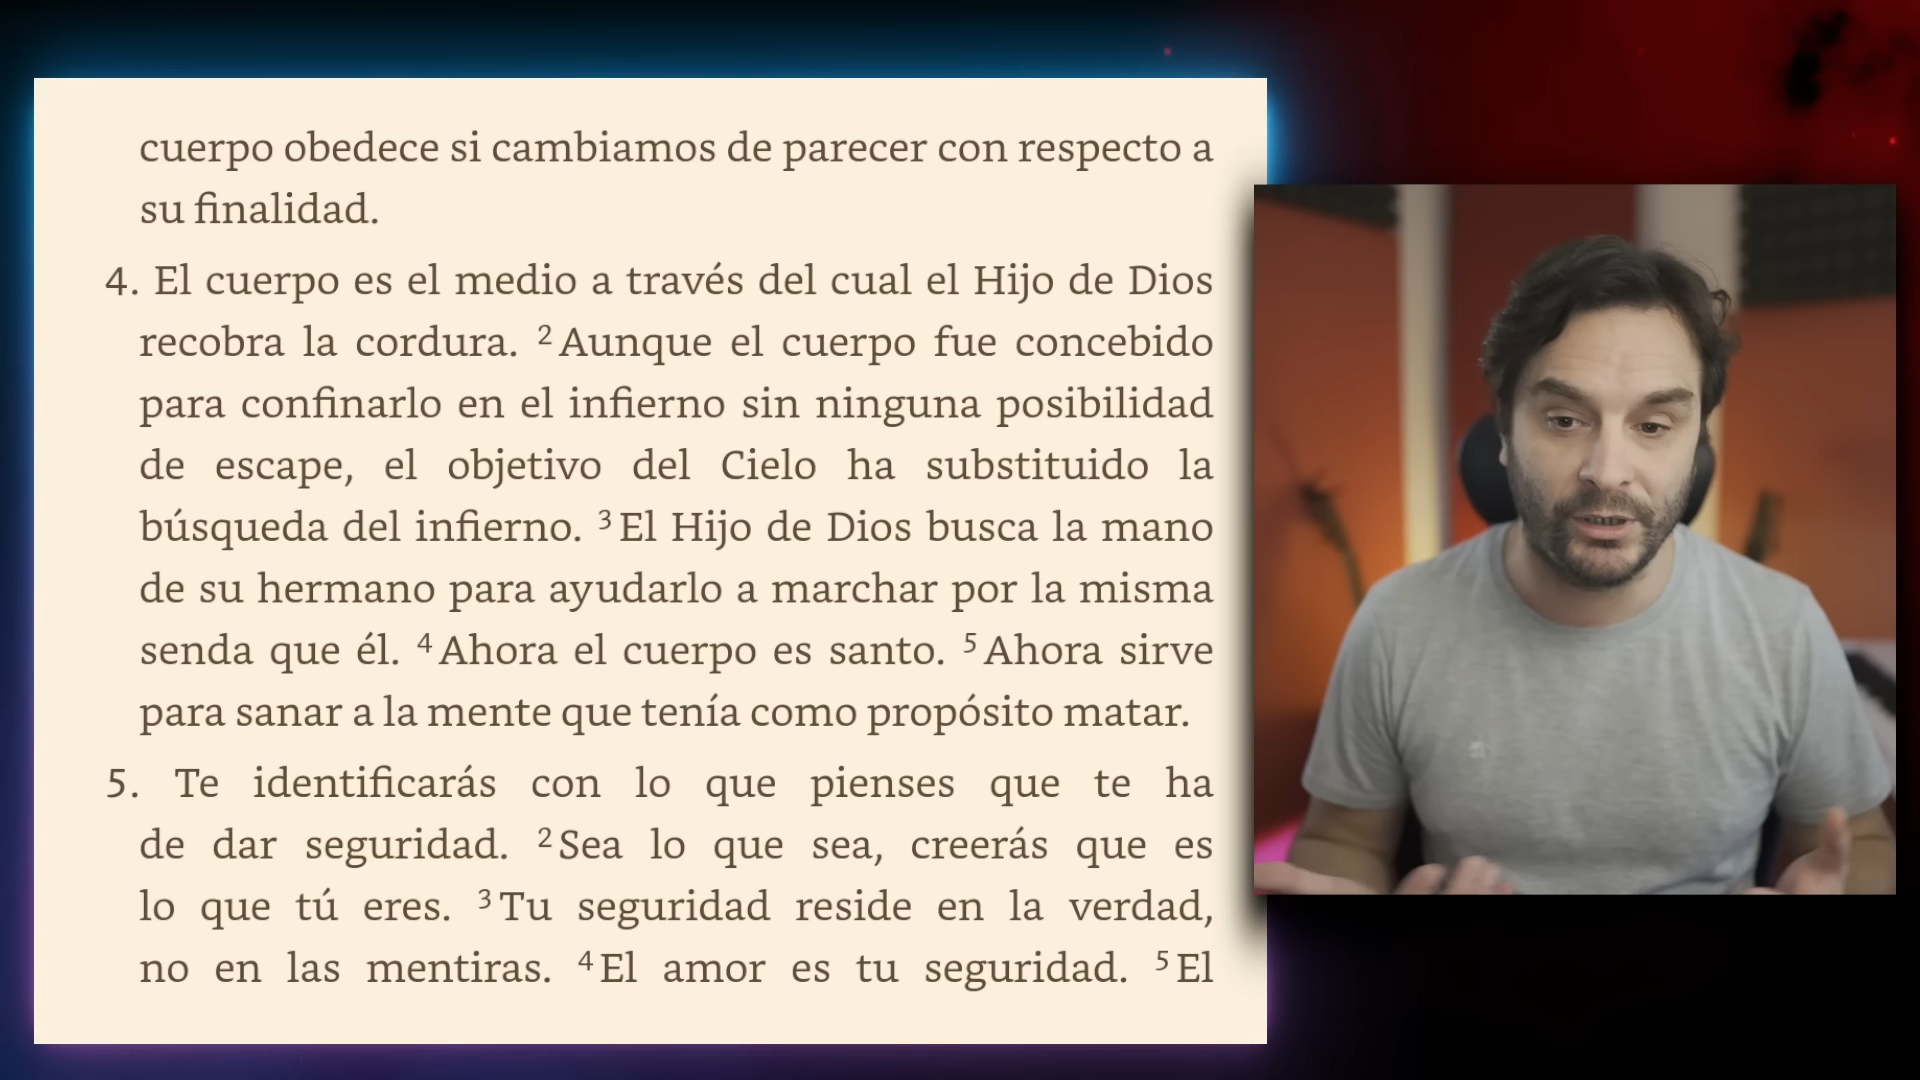 cuerpo obedece si cambiamos de parecer con respecto a
su finalidad.
4. El cuerpo es el medio a través del cual el Hijo de Dios
recobra la cordura. ²Aunque el cuerpo fue concebido
para confinarlo en el infierno sin ninguna posibilidad
de escape, el objetivo del Cielo ha substituido la
búsqueda del infierno. ³El Hijo de Dios busca la mano
de su hermano para ayudarlo a marchar por la misma
senda que él. ⁴Ahora el cuerpo es santo. ⁵Ahora sirve
para sanar a la mente que tenía como propósito matar.
5. Te identificarás con lo que pienses que te ha
de dar seguridad. ²Sea lo que sea, creerás que es
lo que tú eres. ³Tu seguridad reside en la verdad,
no en las mentiras. ⁴El amor es tu seguridad. ⁵El